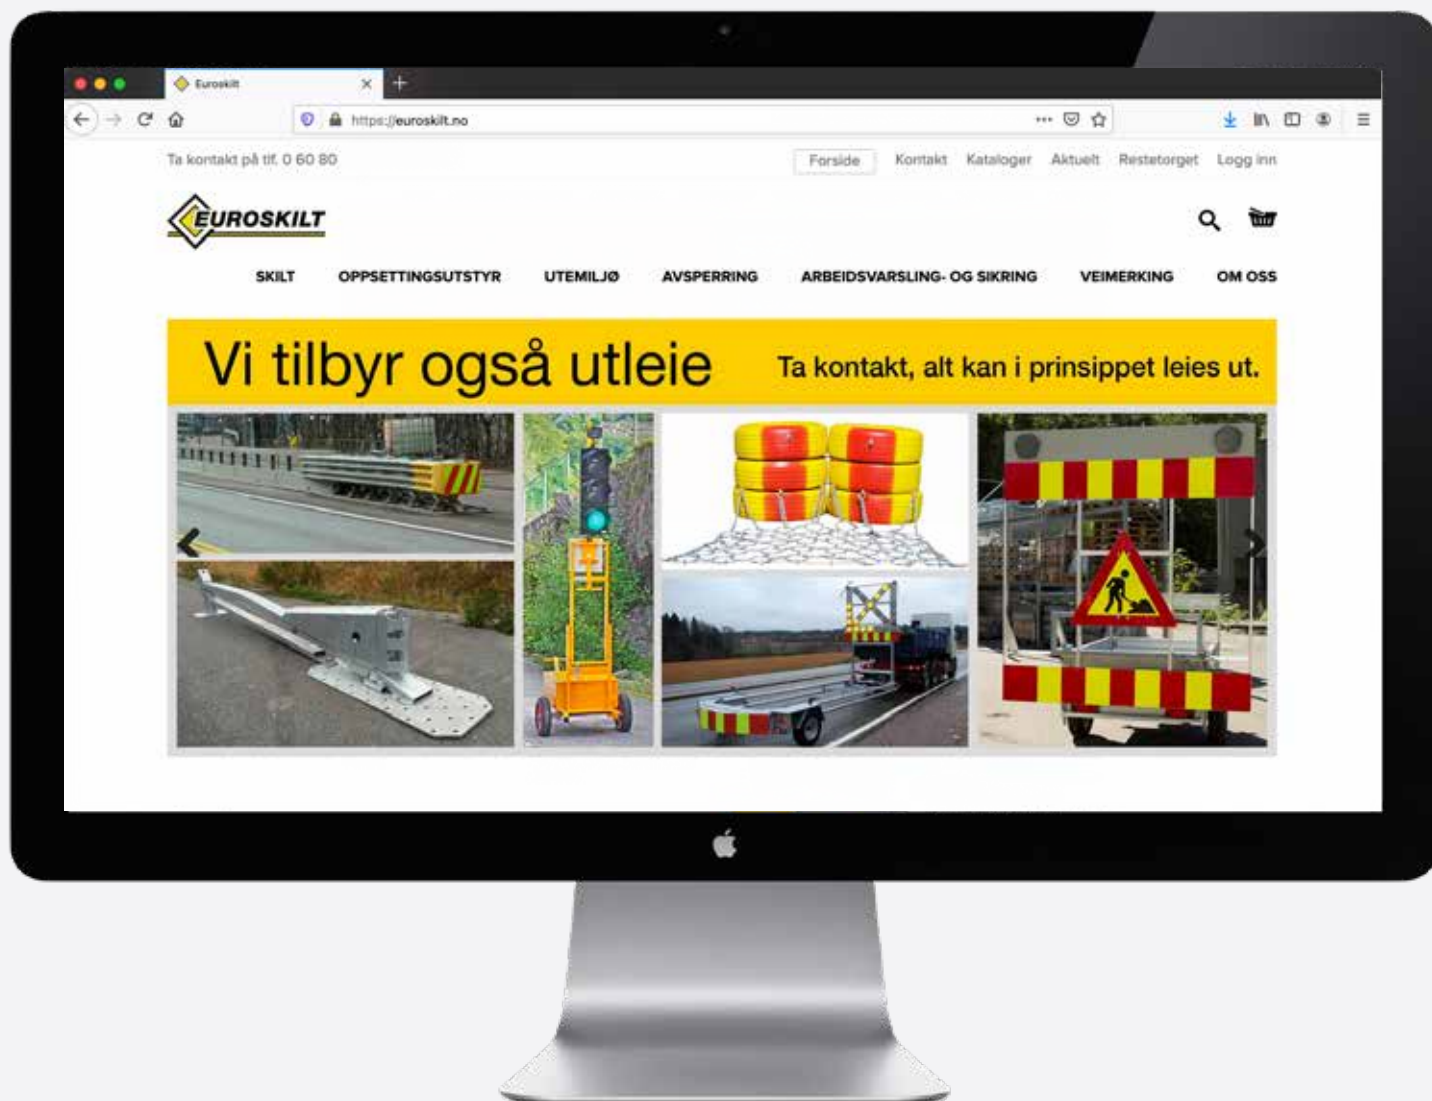 Euroskilt
https://euroskilt.no
Ta kontakt på tlf. 0 60 80
Forside Kontakt Kataloger Aktuelt Restetorget Logg inn
EUROSKILT
SKILT OPPSETTINGSUTSTYR UTEMILJØ AVSPERRING ARBEIDSVARSLING- OG SIKRING VEIMERKING OM OSS
Vi tilbyr også utleie Ta kontakt, alt kan i prinsippet leies ut.